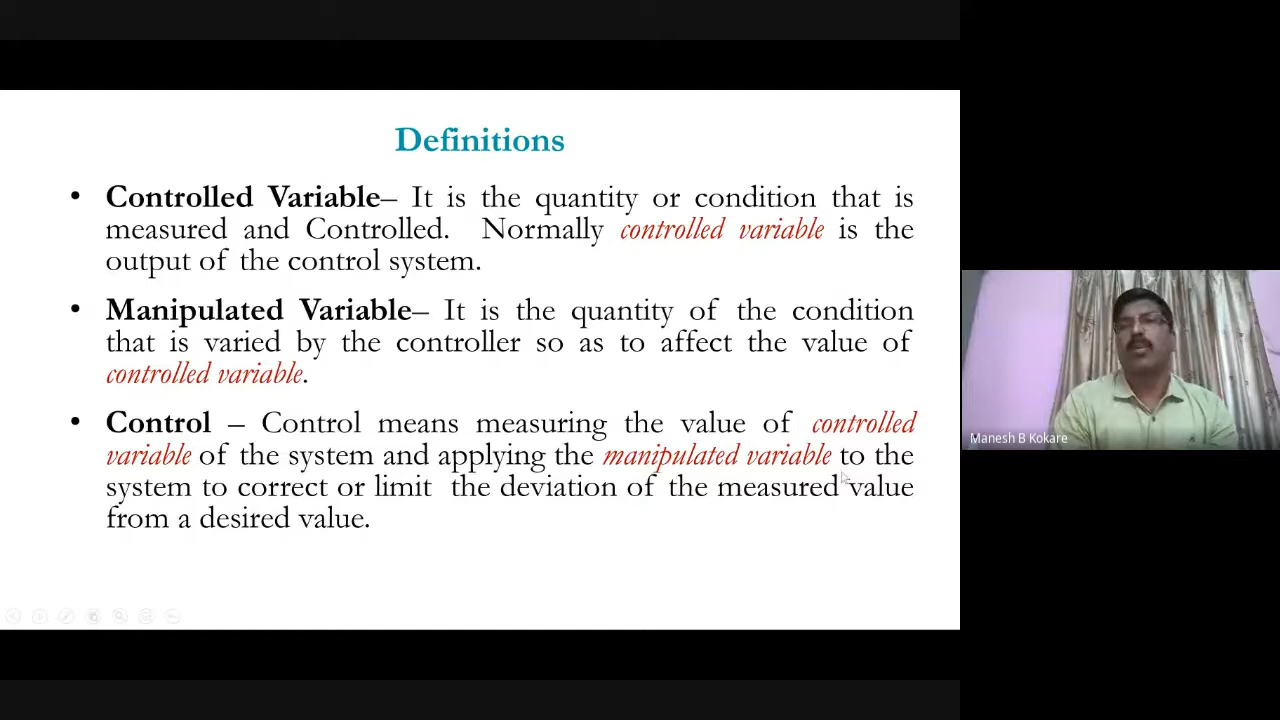 Definitions
• Controlled Variable– It is the quantity or condition that is
measured and Controlled. Normally controlled variable is the
output of the control system.
• Manipulated Variable– It is the quantity of the condition
that is varied by the controller so as to affect the value of
controlled variable.
• Control – Control means measuring the value of controlled
variable of the system and applying the manipulated variable to the
system to correct or limit the deviation of the measured value
from a desired value.
Manesh B Kokare